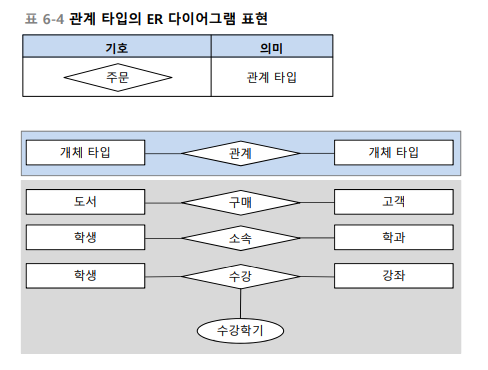 표 6-4 관계 타입의 ER 다이어그램 표현
기호 의미
주문 관계 타입
개체 타입 관계 개체 타입
도서 구매 고객
학생 소속 학과
학생 수강 강좌
수강학기